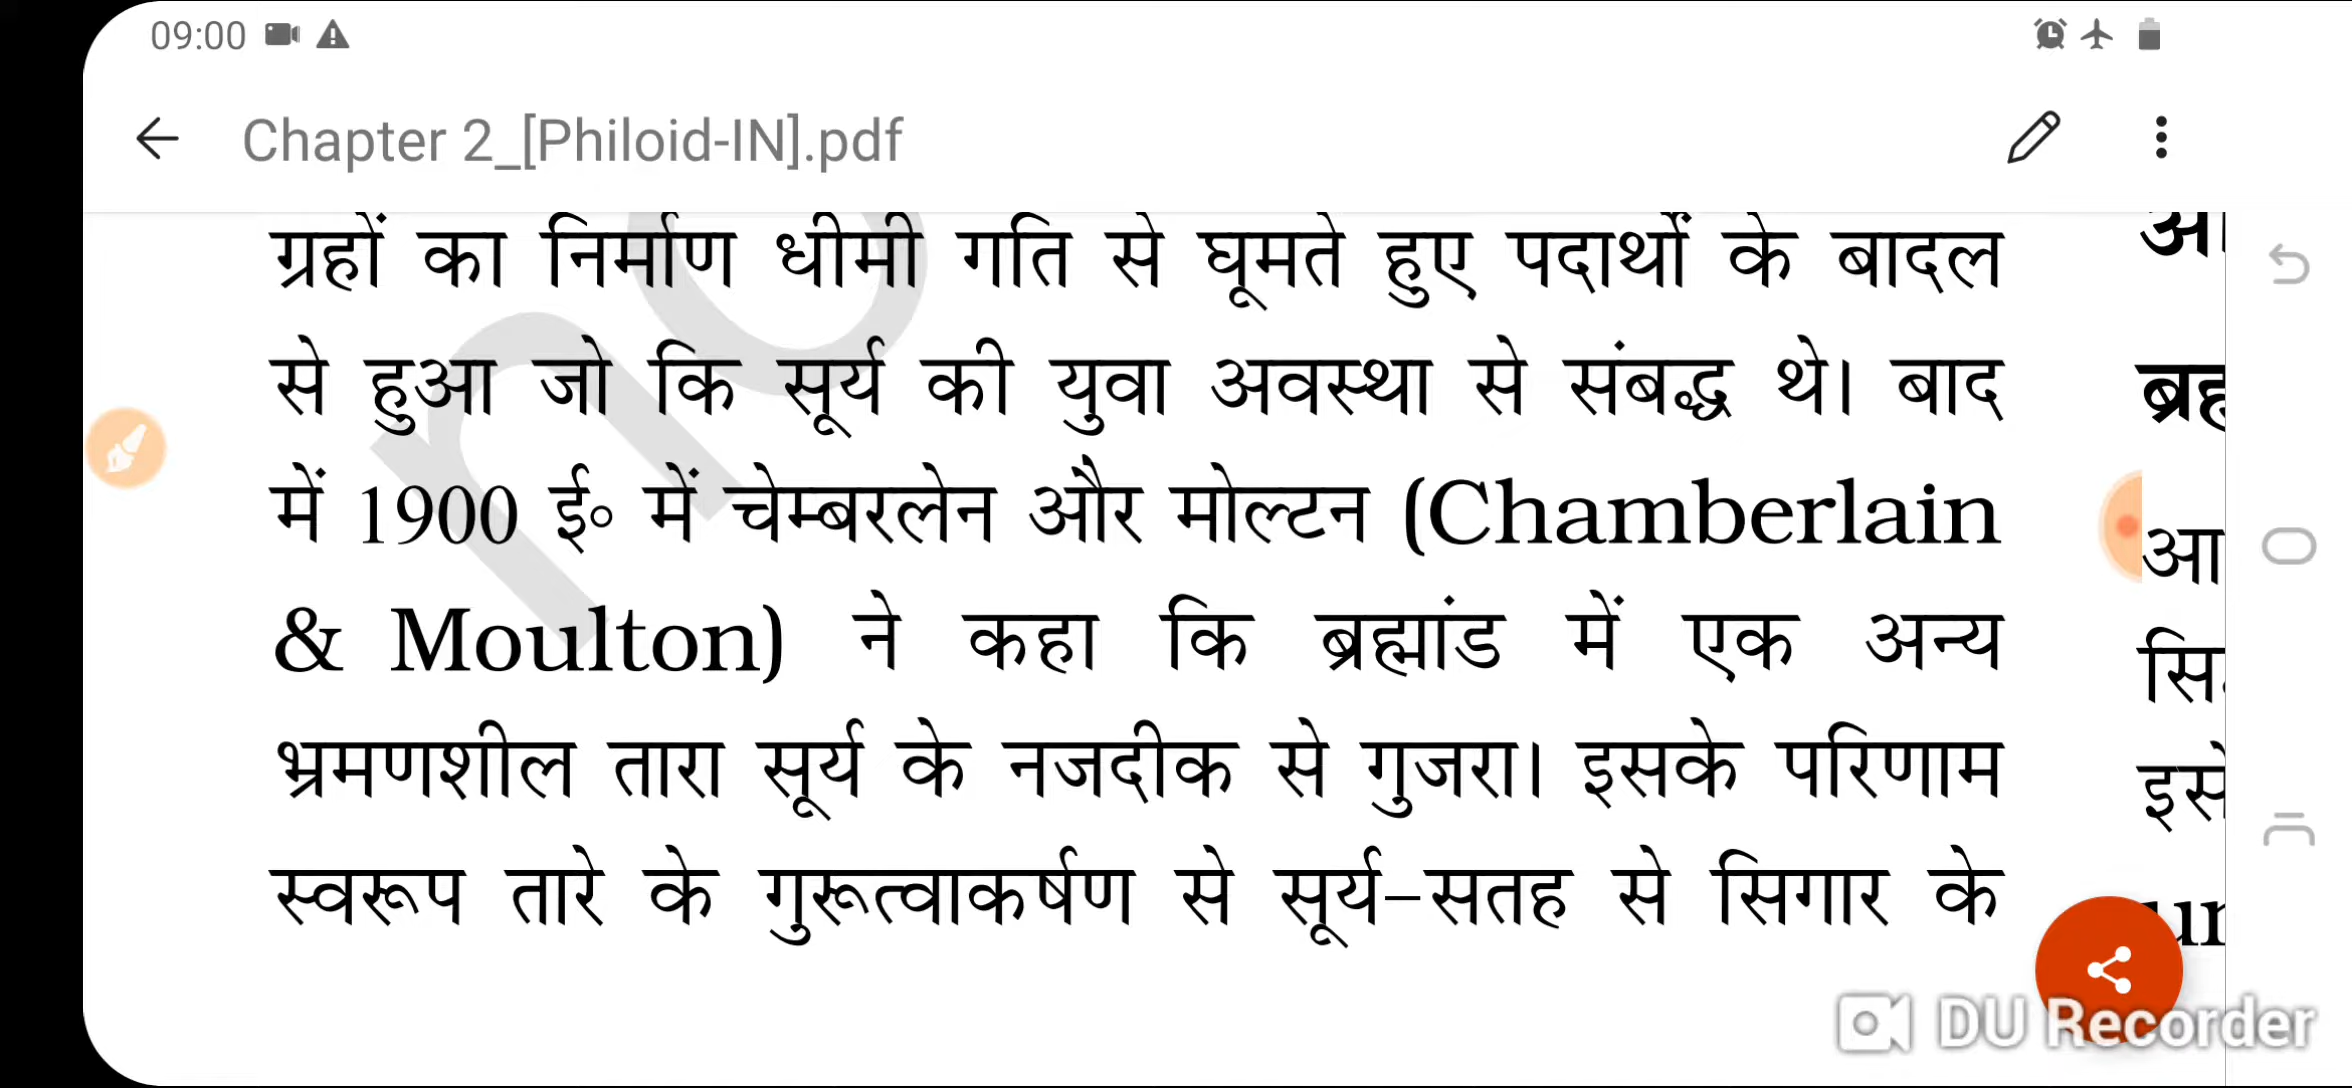 09:00
Chapter 2_[Philoid-IN].pdf
ग्रहों का निर्माण धीमी गति से घूमते हुए पदार्थों के बादल
से हुआ जो कि सूर्य की युवा अवस्था से संबद्ध थे। बाद
में 1900 ई० में चेम्बरलेन और मोल्टन (Chamberlain
& Moulton) ने कहा कि ब्रह्मांड में एक अन्य
भ्रमणशील तारा सूर्य के नजदीक से गुजरा। इसके परिणाम
स्वरूप तारे के गुरूत्वाकर्षण से सूर्य–सतह से सिगार के
DU Recorder